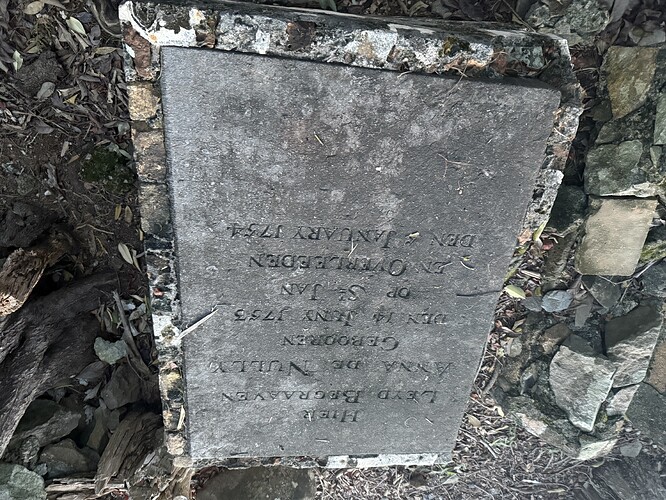 HIER
LEYD BEGRAAVEN
ANNA DE NULLY
GEBOOREN
DEN 14 JUNY 1753
OP St. JAN
EN OVERLEEDEN
DEN 4 JANUARY 1754